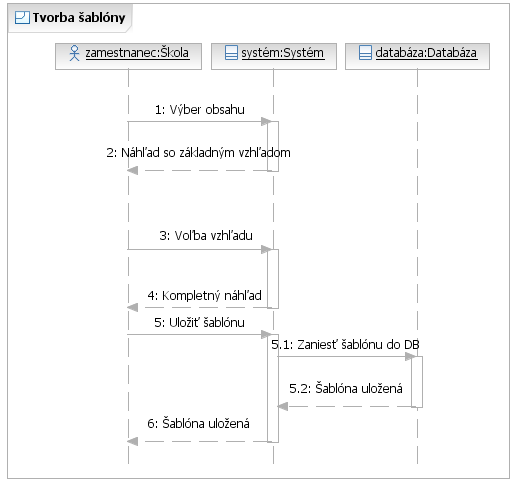 Tvorba šablóny
zamestnanec:Škola
systém:Systém
databáza:Databáza
1: Výber obsahu
2: Náhľad so základným vzhľadom
3: Voľba vzhľadu
4: Kompletný náhľad
5: Uložiť šablónu
5.1: Zaniesť šablónu do DB
5.2: Šablóna uložená
6: Šablóna uložená